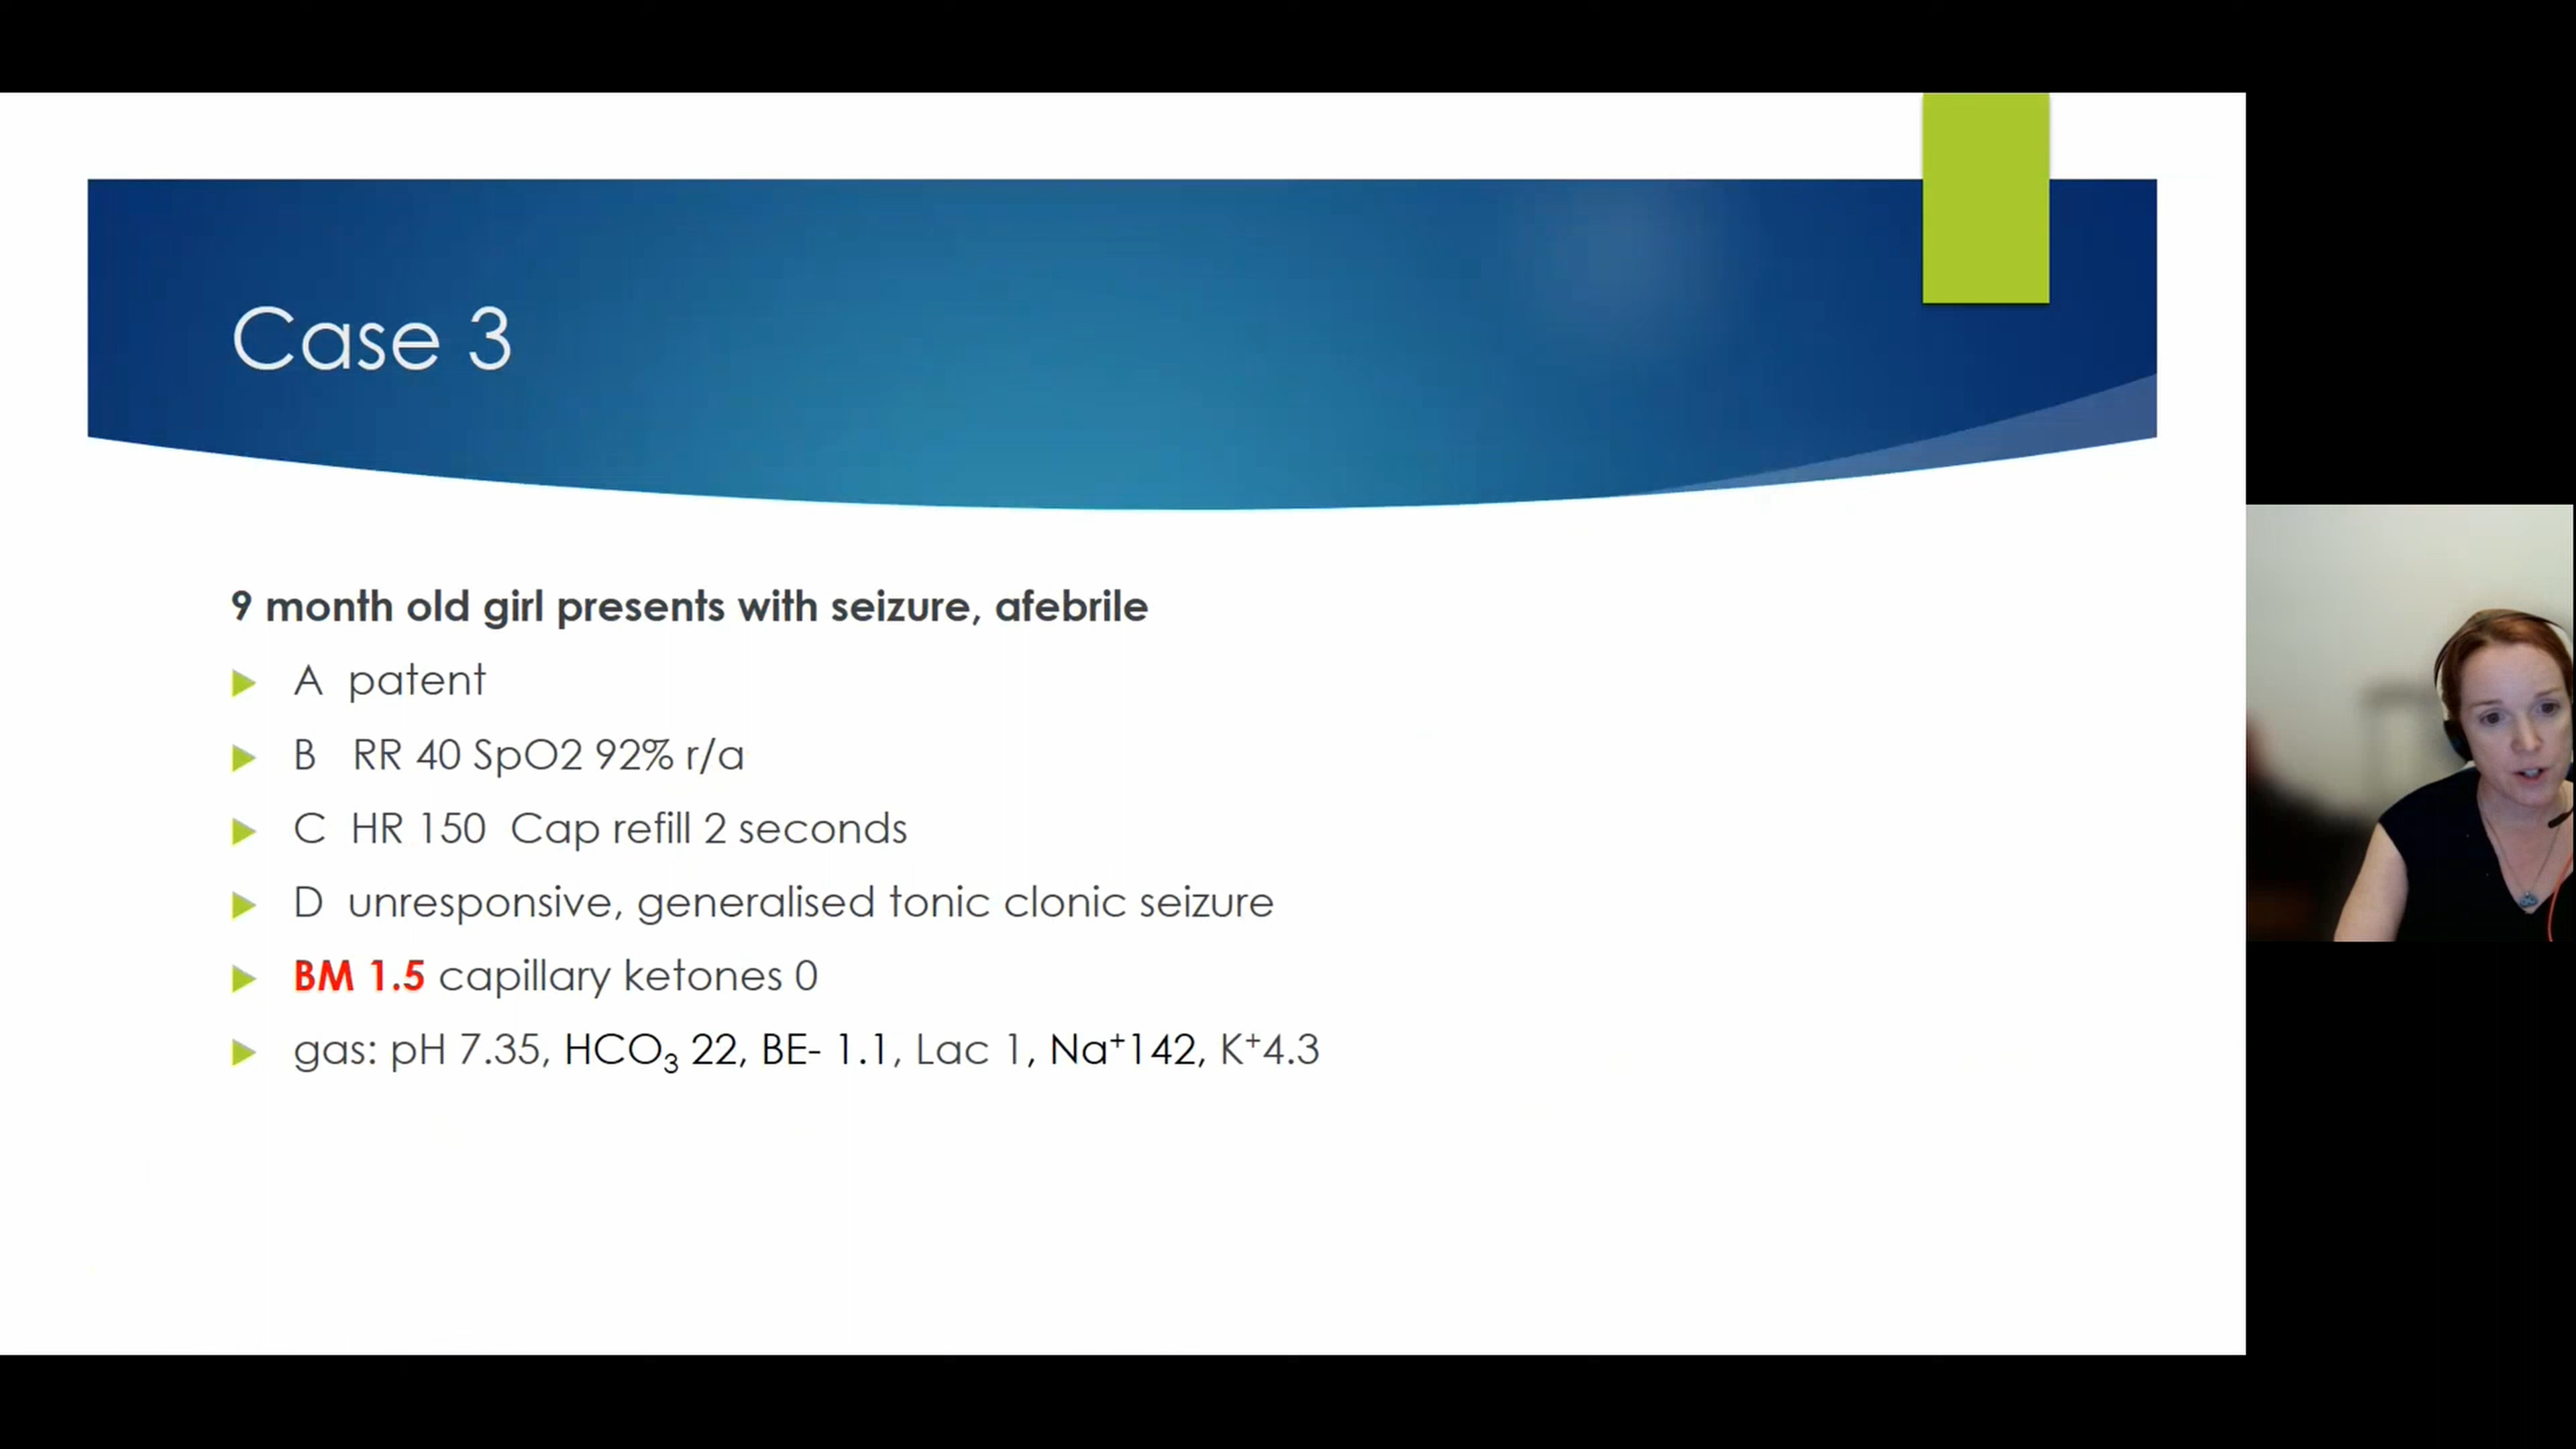 Case 3
9 month old girl presents with seizure, afebrile
A patent
B RR 40 SpO2 92% r/a
C HR 150 Cap refill 2 seconds
D unresponsive, generalised tonic clonic seizure
BM 1.5 capillary ketones 0
gas: pH 7.35, HCO₃ 22, BE- 1.1, Lac 1, Na⁺142, K⁺4.3